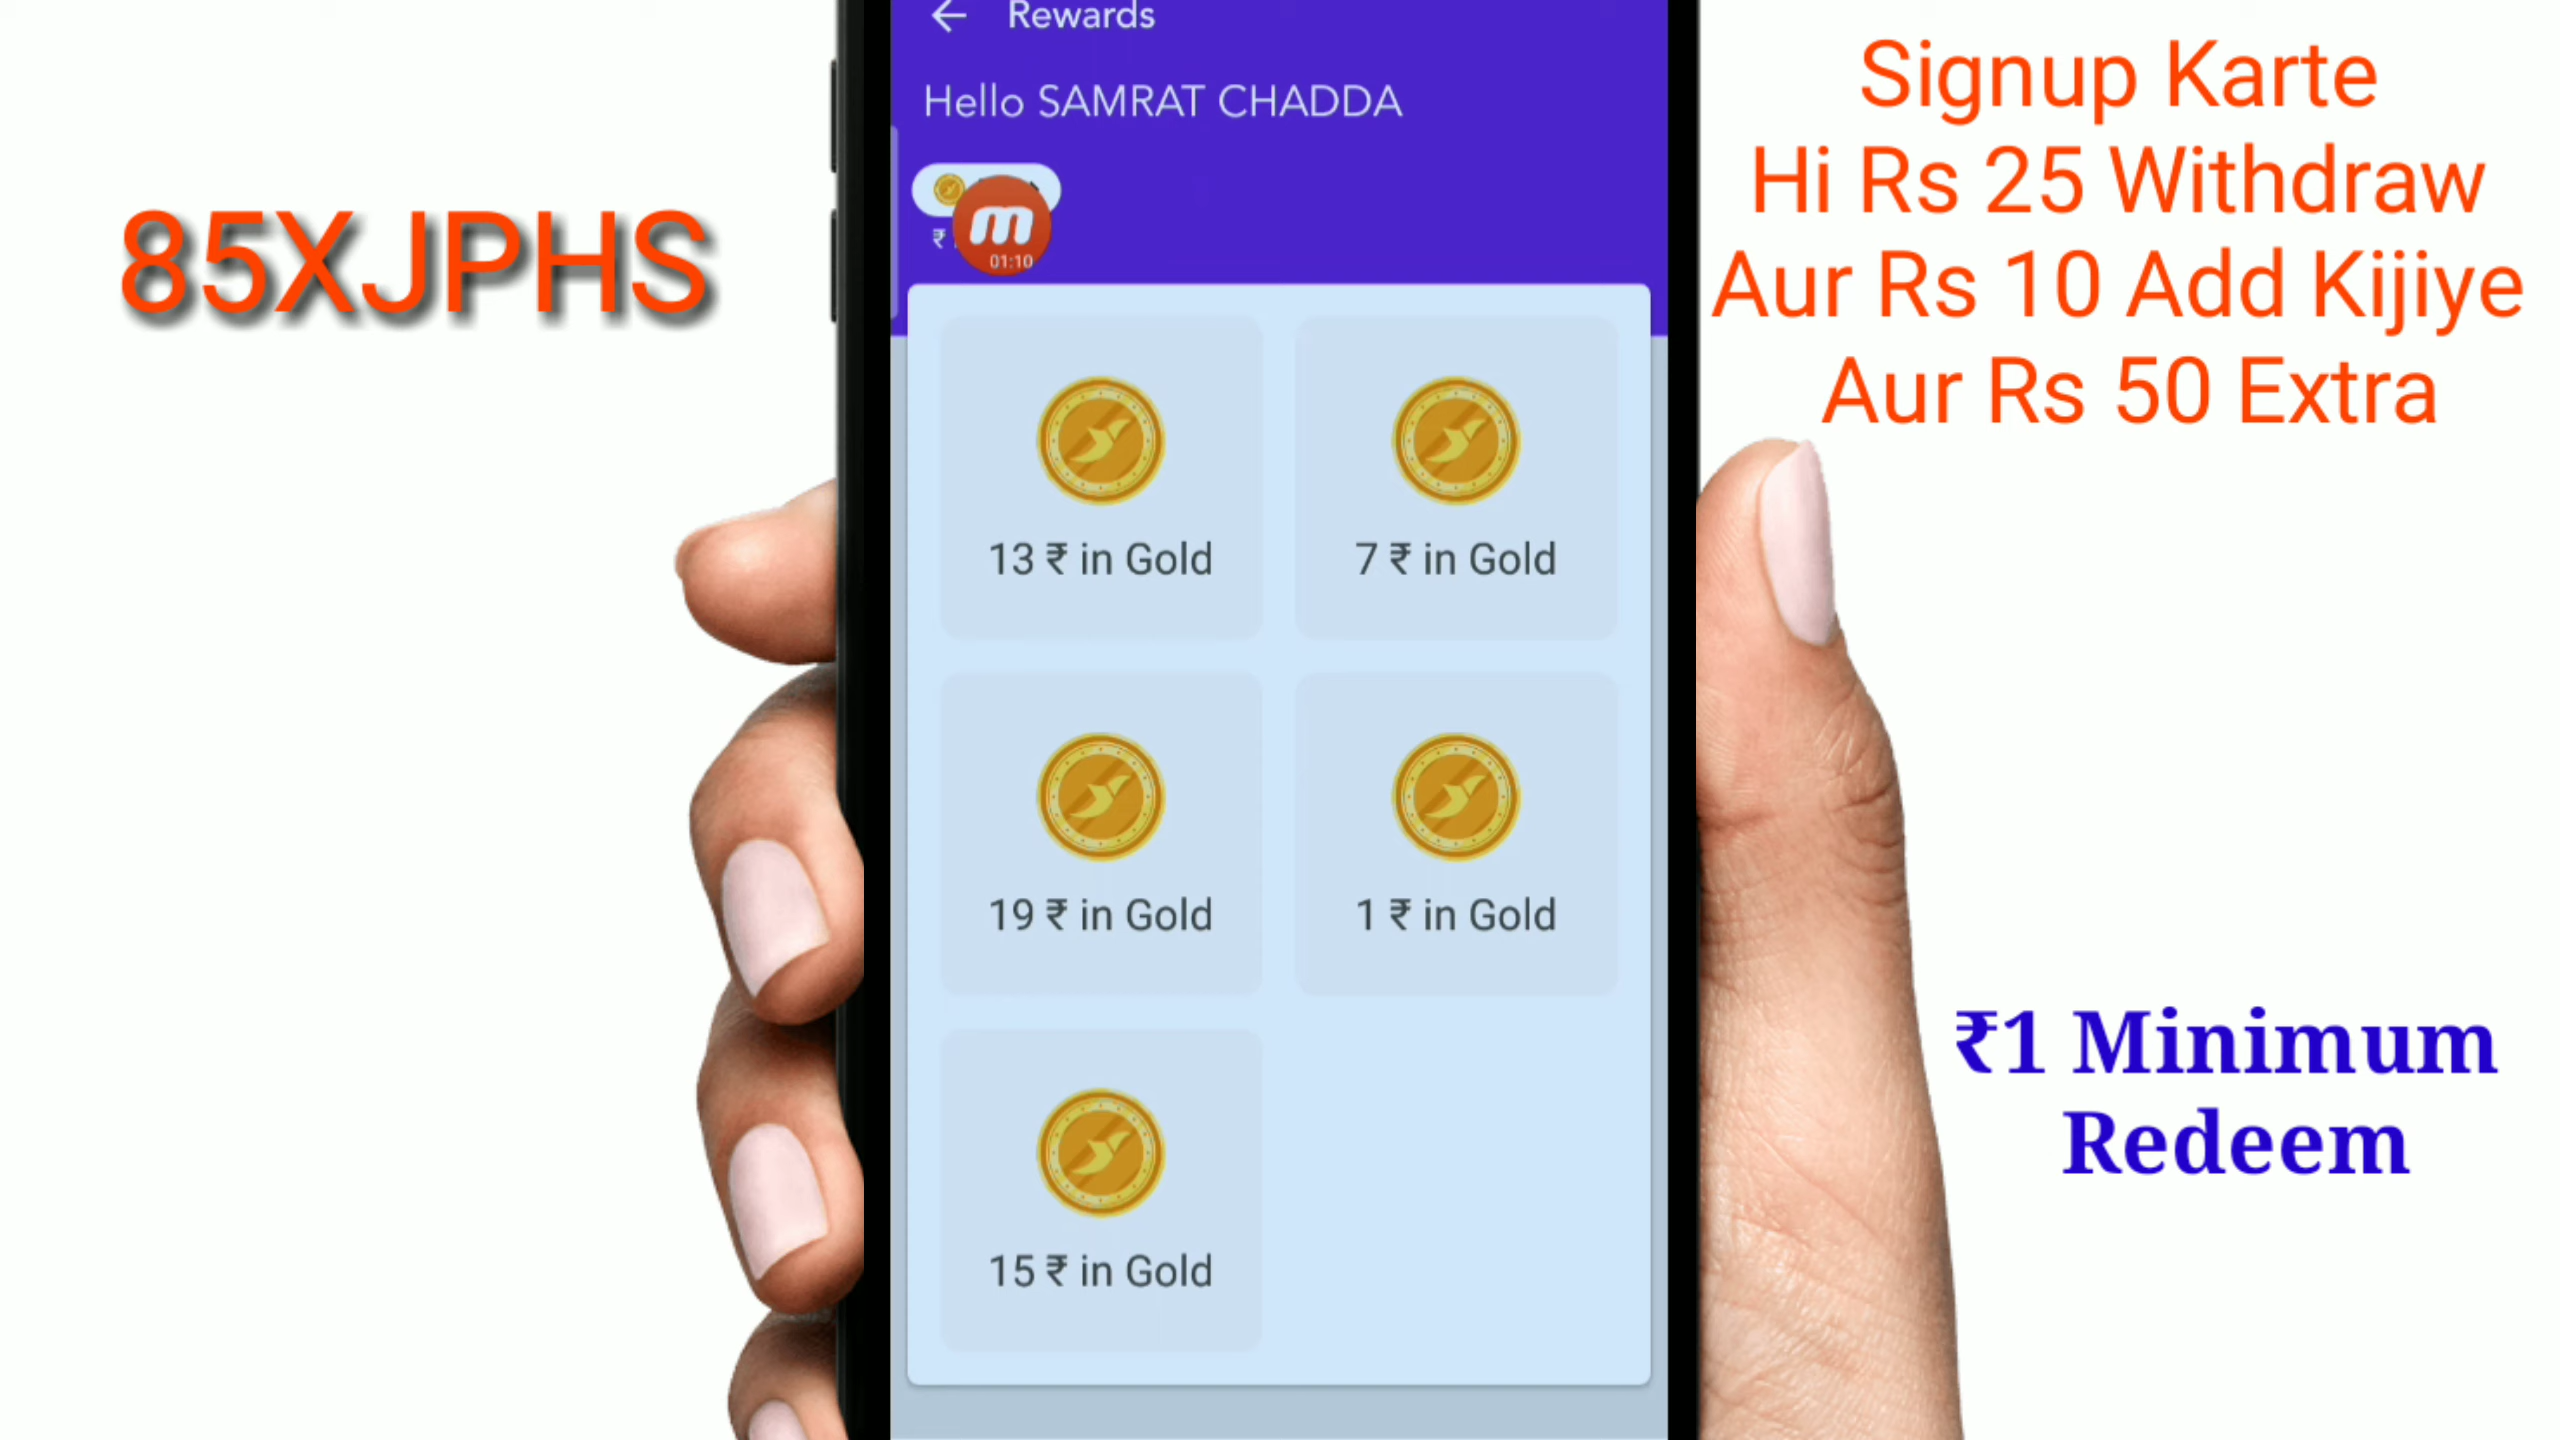 Rewards
Hello SAMRAT CHADDA
₹
m
01:10
85XJPHS
Signup Karte
Hi Rs 25 Withdraw
Aur Rs 10 Add Kijiye
Aur Rs 50 Extra
13 ₹ in Gold
7 ₹ in Gold
19 ₹ in Gold
1 ₹ in Gold
15 ₹ in Gold
₹1 Minimum
Redeem